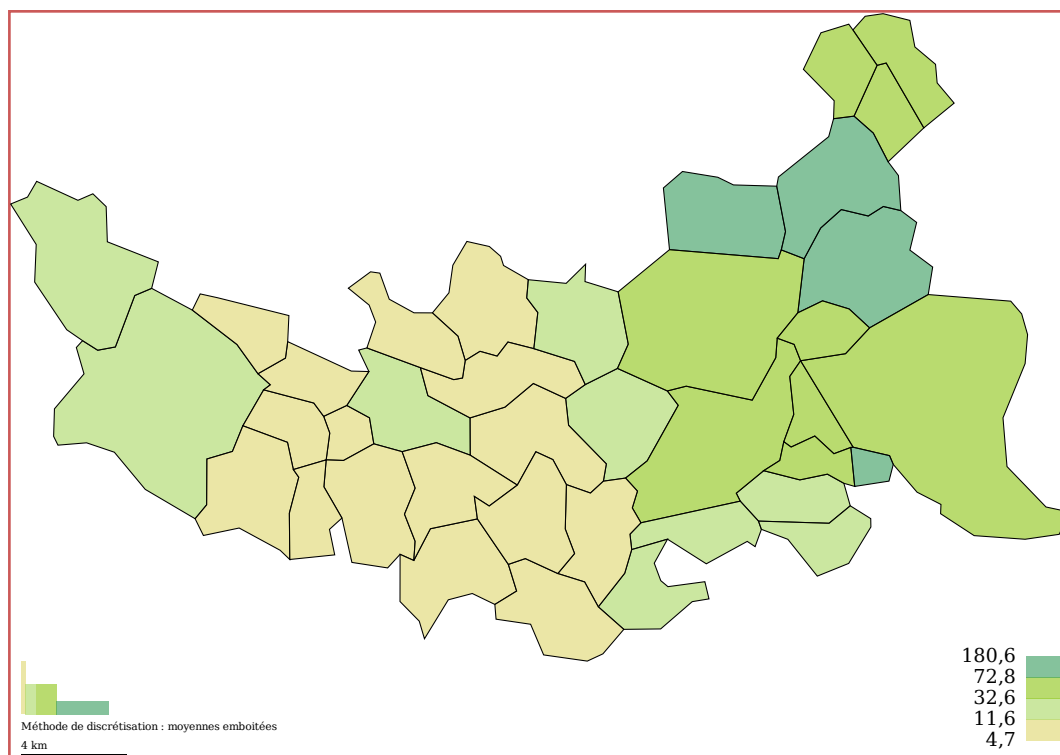 180,6
72,8
32,6
11,6
4,7
Méthode de discrétisation : moyennes emboitées
4 km